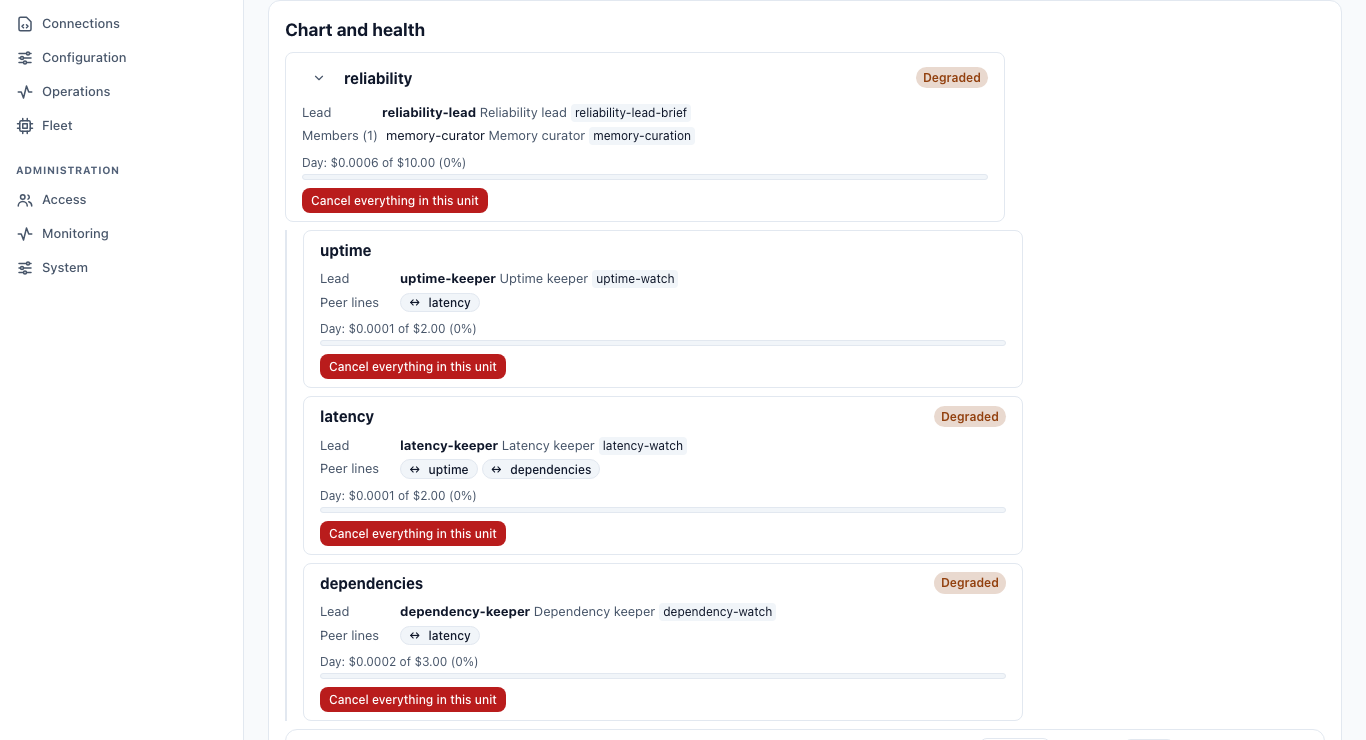 Connections
Configuration
Operations
Fleet
ADMINISTRATION
Access
Monitoring
System
Chart and health
reliability Degraded
Lead reliability-lead Reliability lead reliability-lead-brief
Members (1) memory-curator Memory curator memory-curation
Day: $0.0006 of $10.00 (0%)
Cancel everything in this unit
uptime
Lead uptime-keeper Uptime keeper uptime-watch
Peer lines ↔ latency
Day: $0.0001 of $2.00 (0%)
Cancel everything in this unit
latency Degraded
Lead latency-keeper Latency keeper latency-watch
Peer lines ↔ uptime ↔ dependencies
Day: $0.0001 of $2.00 (0%)
Cancel everything in this unit
dependencies Degraded
Lead dependency-keeper Dependency keeper dependency-watch
Peer lines ↔ latency
Day: $0.0002 of $3.00 (0%)
Cancel everything in this unit